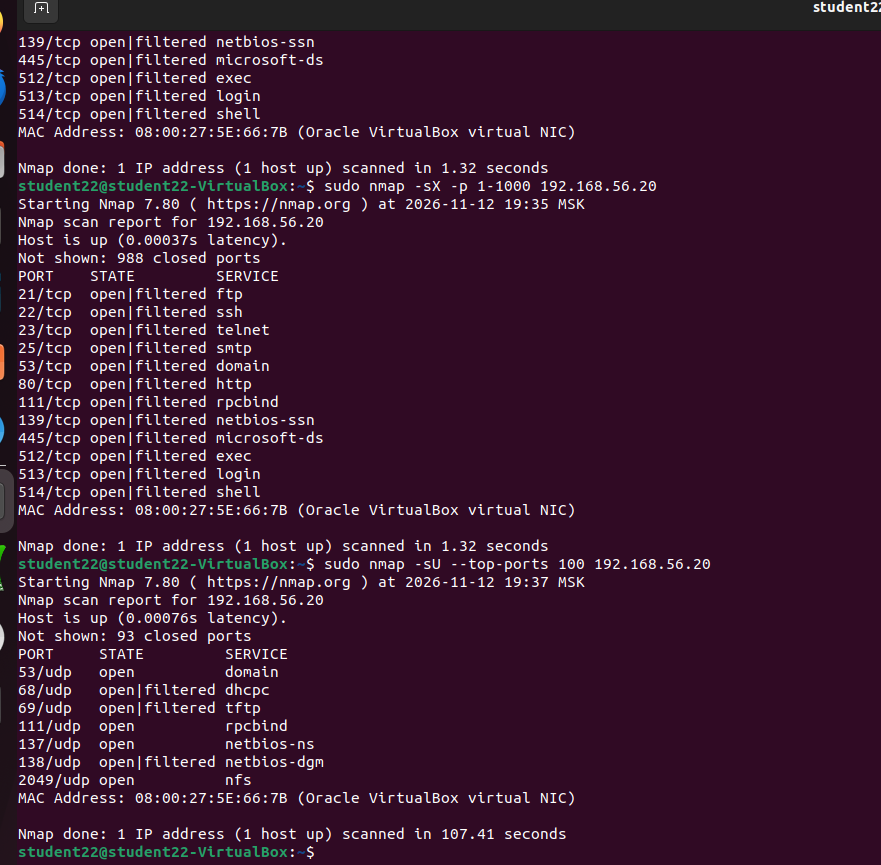 student22
139/tcp open|filtered netbios-ssn
445/tcp open|filtered microsoft-ds
512/tcp open|filtered exec
513/tcp open|filtered login
514/tcp open|filtered shell
MAC Address: 08:00:27:5E:66:7B (Oracle VirtualBox virtual NIC)

Nmap done: 1 IP address (1 host up) scanned in 1.32 seconds
student22@student22-VirtualBox:~$ sudo nmap -sX -p 1-1000 192.168.56.20
Starting Nmap 7.80 ( https://nmap.org ) at 2026-11-12 19:35 MSK
Nmap scan report for 192.168.56.20
Host is up (0.00037s latency).
Not shown: 988 closed ports
PORT    STATE         SERVICE
21/tcp  open|filtered ftp
22/tcp  open|filtered ssh
23/tcp  open|filtered telnet
25/tcp  open|filtered smtp
53/tcp  open|filtered domain
80/tcp  open|filtered http
111/tcp open|filtered rpcbind
139/tcp open|filtered netbios-ssn
445/tcp open|filtered microsoft-ds
512/tcp open|filtered exec
513/tcp open|filtered login
514/tcp open|filtered shell
MAC Address: 08:00:27:5E:66:7B (Oracle VirtualBox virtual NIC)

Nmap done: 1 IP address (1 host up) scanned in 1.32 seconds
student22@student22-VirtualBox:~$ sudo nmap -sU --top-ports 100 192.168.56.20
Starting Nmap 7.80 ( https://nmap.org ) at 2026-11-12 19:37 MSK
Nmap scan report for 192.168.56.20
Host is up (0.00076s latency).
Not shown: 93 closed ports
PORT     STATE         SERVICE
53/udp   open          domain
68/udp   open|filtered dhcpc
69/udp   open|filtered tftp
111/udp  open          rpcbind
137/udp  open          netbios-ns
138/udp  open|filtered netbios-dgm
2049/udp open          nfs
MAC Address: 08:00:27:5E:66:7B (Oracle VirtualBox virtual NIC)

Nmap done: 1 IP address (1 host up) scanned in 107.41 seconds
student22@student22-VirtualBox:~$